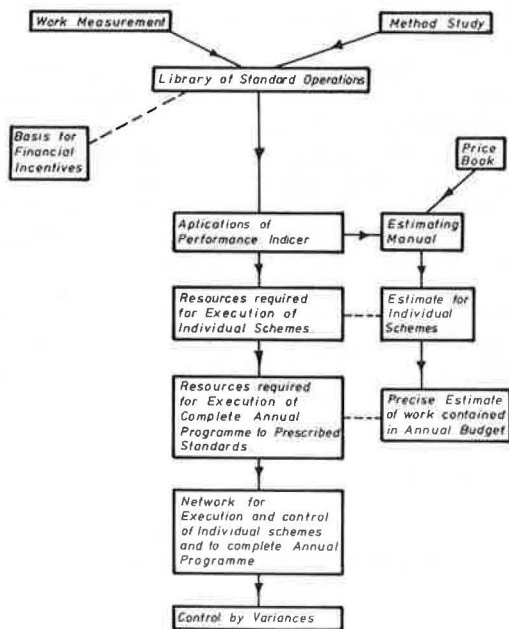 Work Measurement
Method Study
Library of Standard Operations
Basis for
Financial
Incentives
Price
Book
Aplications of
Performance Indicer
Estimating
Manual
Resources required
for Execution of
Individual Schemes
Estimate for
Individual
Schemes
Resources required
for Execution of
Complete Annual
Programme to Prescribed
Standards
Precise Estimate
of work contained
in Annual Budget
Network for
Execution and control
of Individual schemes
and to complete Annual
Programme
Control by Variances